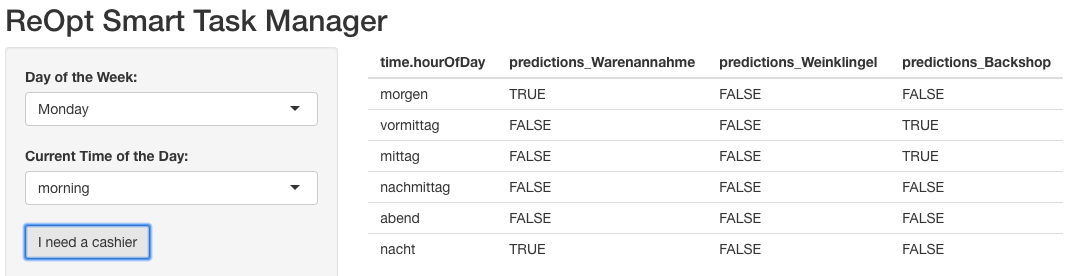 ReOpt Smart Task Manager
Day of the Week:
Monday
Current Time of the Day:
morning
I need a cashier
time.hourOfDay predictions_Warenannahme predictions_Weinklingel predictions_Backshop
morgen TRUE FALSE FALSE
vormittag FALSE FALSE TRUE
mittag FALSE FALSE TRUE
nachmittag FALSE FALSE FALSE
abend FALSE FALSE FALSE
nacht TRUE FALSE FALSE